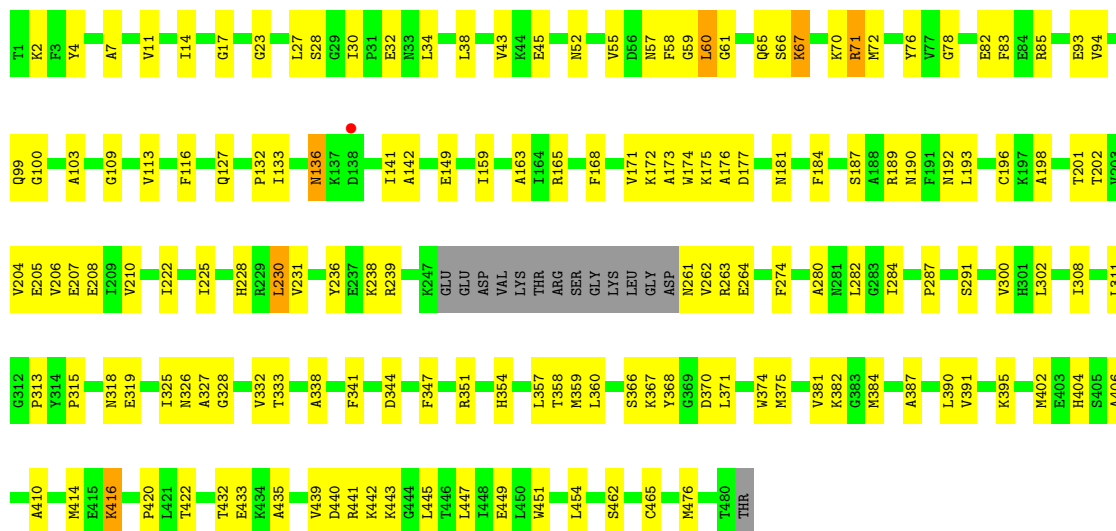 T1 K2 F3 Y4 A7 V11 I14 G17 G23 L27 S28 G29 I30 P31 E32 N33 L34 L38 V43 K44 E45 N52 V55 D56 N57 F58 G59 L60 G61 Q65 S66 K67 K70 R71 M72 Y76 V77 G78 E82 F83 E84 R85 E93 V94
Q99 G100 A103 G109 V113 F116 Q127 P132 I133 N136 K137 D138 I141 A142 E149 I159 A163 I164 R165 F168 V171 K172 A173 W174 K175 A176 D177 N181 F184 S187 A188 R189 N190 F191 N192 L193 C196 K197 A198 T201 T202 V203
V204 E205 V206 E207 E208 I209 V210 I222 I225 H228 R229 L230 V231 Y236 E237 K238 R239 K247 GLU GLU ASP VAL LYS THR ARG SER GLY LYS LEU GLY ASP N261 V262 R263 E264 F274 A280 N281 L282 G283 I284 P287 S291 V300 H301 L302 I308 L311
G312 P313 Y314 P315 N318 E319 I325 N326 A327 G328 V332 T333 A338 F341 D344 F347 R351 H354 L357 T358 M359 L360 S366 K367 Y368 G369 D370 L371 W374 M375 V381 K382 G383 M384 A387 L390 V391 K395 M402 E403 H404 S405 A406
A410 M414 E415 K416 P420 L421 T422 T432 E433 K434 A435 V439 D440 R441 K442 K443 G444 L445 T446 L447 I448 E449 L450 W451 L454 S462 C465 M476 T480 THR